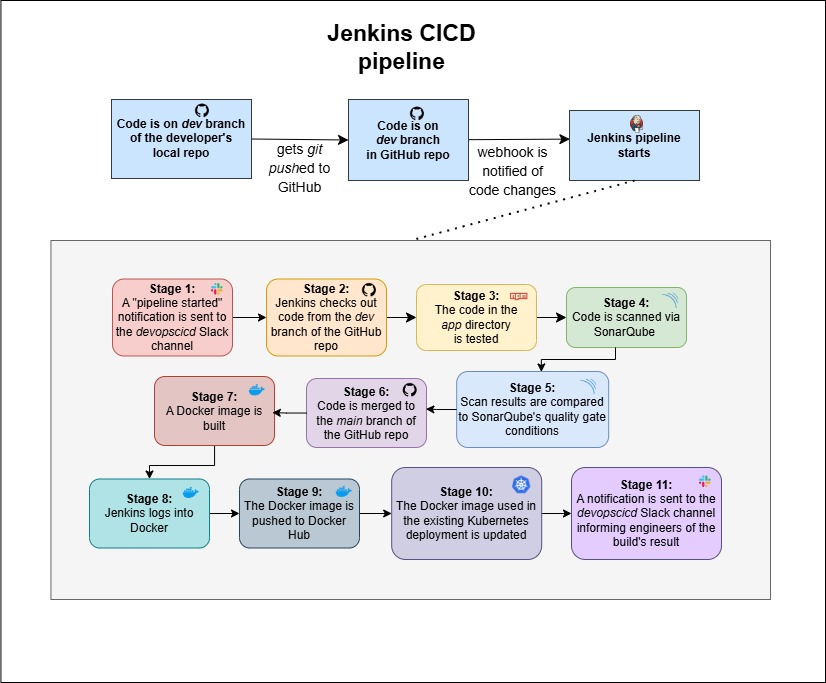 Jenkins CICD
pipeline
Code is on dev branch
of the developer's
local repo
gets git
pushed to
GitHub
Code is on
dev branch
in GitHub repo
webhook is
notified of
code changes
Jenkins pipeline
starts
Stage 1:
A "pipeline started"
notification is sent to
the devopscicd Slack
channel
Stage 2:
Jenkins checks out
code from the dev
branch of the GitHub
repo
Stage 3:
npm
The code in the
app directory
is tested
Stage 4:
Code is scanned via
SonarQube
Stage 5:
Scan results are compared
to SonarQube's quality gate
conditions
Stage 6:
Code is merged to
the main branch of
the GitHub repo
Stage 7:
A Docker image is
built
Stage 8:
Jenkins logs into
Docker
Stage 9:
The Docker image is
pushed to Docker
Hub
Stage 10:
The Docker image used in
the existing Kubernetes
deployment is updated
Stage 11:
A notification is sent to the
devopscicd Slack channel
informing engineers of the
build's result